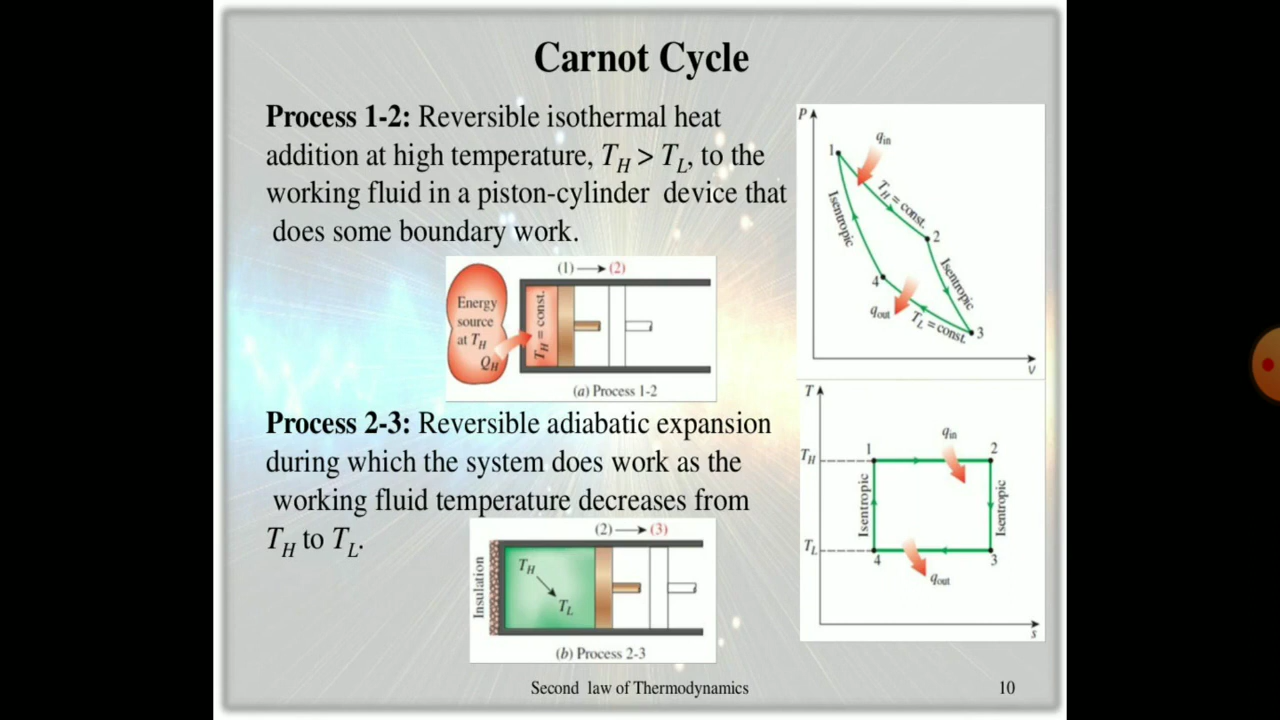 Carnot Cycle
Process 1-2: Reversible isothermal heat
addition at high temperature, T_H > T_L, to the
working fluid in a piston-cylinder device that
does some boundary work.
(1) → (2)
Energy
source
at T_H
Q_H
T_H = const.
(a) Process 1-2
Process 2-3: Reversible adiabatic expansion
during which the system does work as the
working fluid temperature decreases from
T_H to T_L.
(2) → (3)
Insulation
T_H
T_L
(b) Process 2-3
P
1
q_in
T_H = const.
2
Isentropic
Isentropic
4
q_out
T_L = const.
3
v
T
T_H
1
q_in
2
Isentropic
Isentropic
T_L
4
q_out
3
s
Second law of Thermodynamics
10